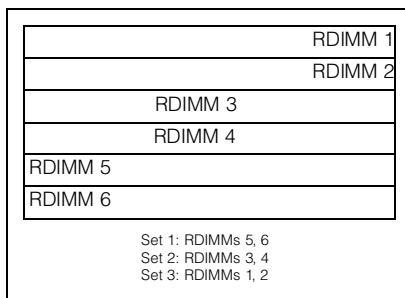 RDIMM 1
RDIMM 2
RDIMM 3
RDIMM 4
RDIMM 5
RDIMM 6
Set 1: RDIMMs 5, 6
Set 2: RDIMMs 3, 4
Set 3: RDIMMs 1, 2